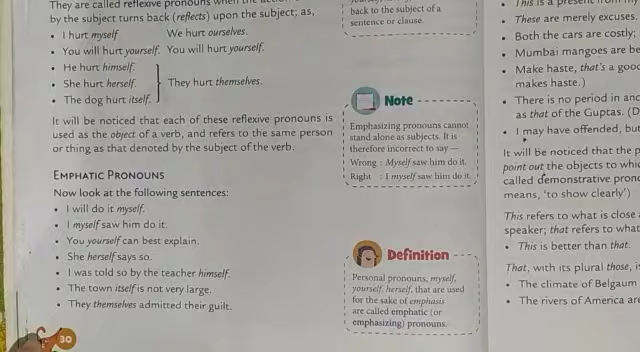 They are called reflexive pronouns when the
by the subject turns back (reflects) upon the subject; as,
• I hurt myself We hurt ourselves.
• You will hurt yourself. You will hurt yourself.
• He hurt himself.
• She hurt herself. They hurt themselves.
• The dog hurt itself.
It will be noticed that each of these reflexive pronouns is
used as the object of a verb, and refers to the same person
or thing as that denoted by the subject of the verb.
EMPHATIC PRONOUNS
Now look at the following sentences:
• I will do it myself.
• I myself saw him do it.
• You yourself can best explain.
• She herself says so.
• I was told so by the teacher himself.
• The town itself is not very large.
• They themselves admitted their guilt.
30
back to the subject of a
sentence or clause.
Note
Emphasizing pronouns cannot
stand alone as subjects. It is
therefore incorrect to say —
Wrong : Myself saw him do it.
Right : I myself saw him do it.
Definition
Personal pronouns, myself,
yourself, herself, that are used
for the sake of emphasis
are called emphatic (or
emphasizing) pronouns.
• This is a present from my
• These are merely excuses.
• Both the cars are costly;
• Mumbai mangoes are be
• Make haste, that's a good
makes haste.)
• There is no period in anc
as that of the Guptas. (D
• I may have offended, but
It will be noticed that the p
point out the objects to whic
called demonstrative pron
means, 'to show clearly')
This refers to what is close
speaker; that refers to what
• This is better than that.
That, with its plural those, i
• The climate of Belgaum
• The rivers of America are